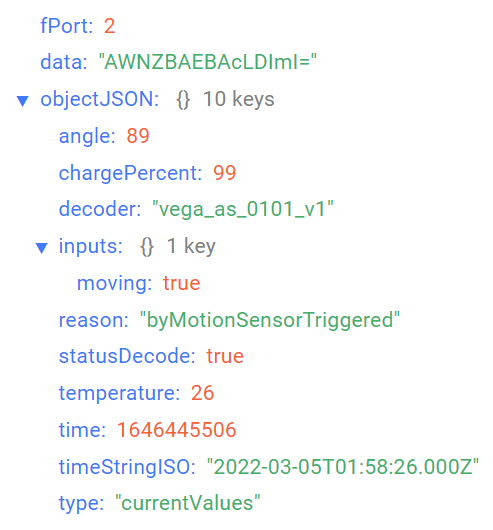 fPort: 2
data: "AWNZBAEBAcLDImI="
objectJSON: {} 10 keys
angle: 89
chargePercent: 99
decoder: "vega_as_0101_v1"
inputs: {} 1 key
moving: true
reason: "byMotionSensorTriggered"
statusDecode: true
temperature: 26
time: 1646445506
timeStringISO: "2022-03-05T01:58:26.000Z"
type: "currentValues"